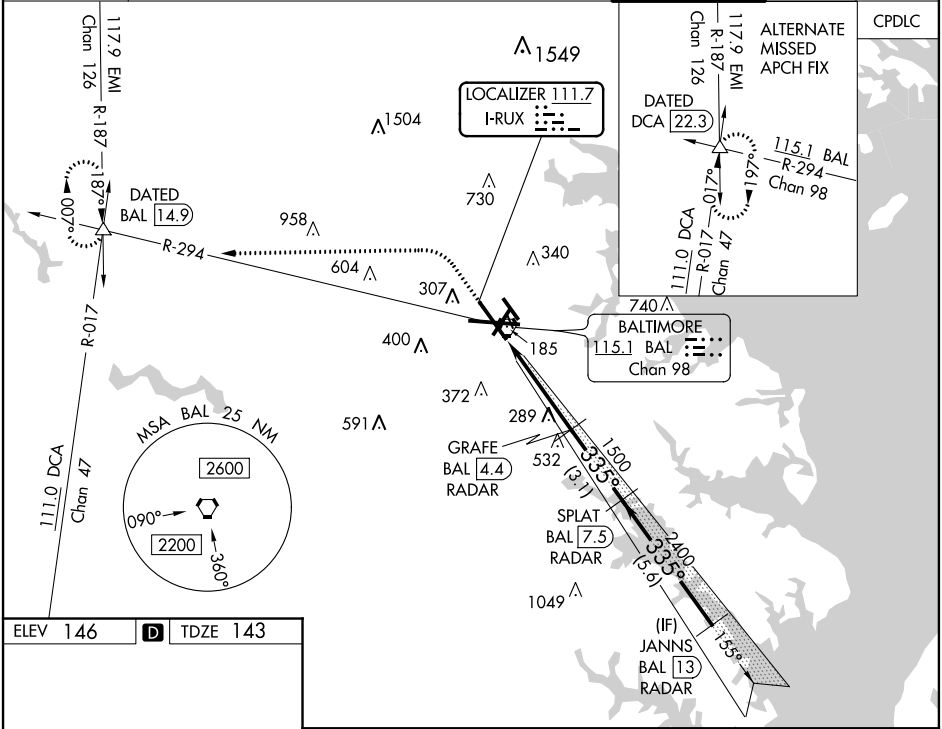 117.9 EMI
Chan 126
R-187
187°
007°
DATED
BAL 14.9
R-294
R-017
111.0 DCA
Chan 47
1549
LOCALIZER 111.7
I-RUX
1504
730
958
604
340
307
400
185
740
BALTIMORE
115.1 BAL
Chan 98
372
591
289
532
GRAFE
BAL 4.4
RADAR
335°
1500
(3.1)
SPLAT
BAL 7.5
RADAR
335°
2400
(5.6)
1049
(IF)
JANNS
BAL 13
RADAR
155°
MSA BAL 25 NM
2600
090°
2200
360°
ELEV 146
D
TDZE 143
117.9 EMI
Chan 126
R-187
ALTERNATE
MISSED
APCH FIX
DATED
DCA 22.3
115.1 BAL
R-294
Chan 98
017°
197°
111.0 DCA
R-017
Chan 47
CPDLC